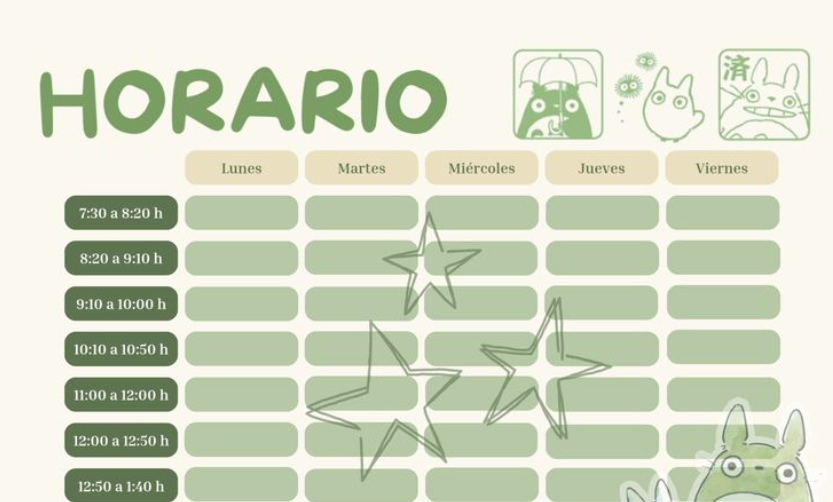 HORARIO
済
Lunes Martes Miércoles Jueves Viernes
7:30 a 8:20 h
8:20 a 9:10 h
9:10 a 10:00 h
10:10 a 10:50 h
11:00 a 12:00 h
12:00 a 12:50 h
12:50 a 1:40 h